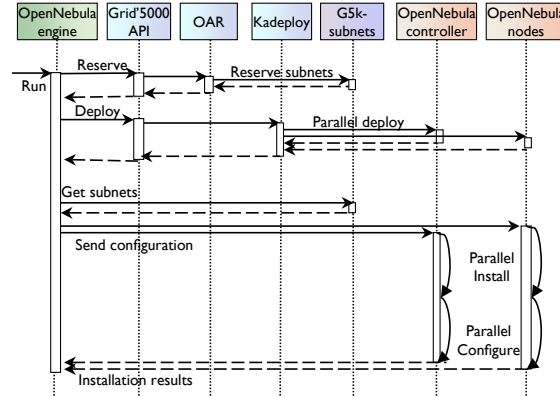 OpenNebula
engine
Grid'5000
API
OAR
Kadeploy
G5k-
subnets
OpenNebula
controller
OpenNebula
nodes
Run
Reserve
Reserve subnets
Deploy
Parallel deploy
Get subnets
Send configuration
Parallel
Install
Parallel
Configure
Installation results